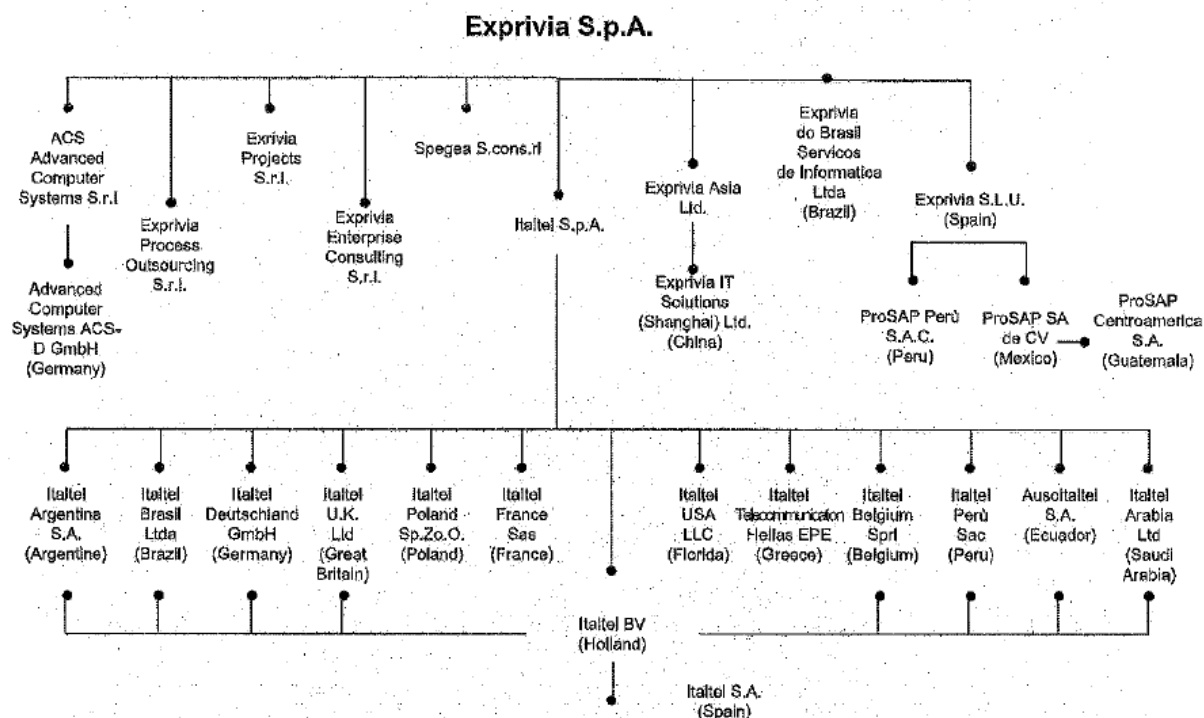 Exprivia S.p.A.
ACS
Advanced
Computer
Systems S.r.l
Exprivia
Process
Outsourcing
S.r.l.
Exrivia
Projects
S.r.l.
Exprivia
Enterprise
Consulting
S.r.l.
Spegea S.cons.rl
Italtel S.p.A.
Exprivia Asia
Ltd.
Exprivia
do Brasil
Servicos
de Informatica
Ltda
(Brazil)
Exprivia S.L.U.
(Spain)
Advanced
Computer
Systems ACS-
D GmbH
(Germany)
Exprivia IT
Solutions
(Shanghai) Ltd.
(China)
ProSAP Perù
S.A.C.
(Peru)
ProSAP SA
de CV
(Mexico)
ProSAP
Centroamerica
S.A.
(Guatemala)
Italtel
Argentina
S.A.
(Argentine)
Italtel
Brasil
Ltda
(Brazil)
Italtel
Deutschland
GmbH
(Germany)
Italtel
U.K.
Ltd
(Great
Britain)
Italtel
Poland
Sp.Zo.O.
(Poland)
Italtel
France
Sas
(France)
Italtel
USA
LLC
(Florida)
Italtel
Telecommunication
Hellas EPE
(Greece)
Italtel
Belgium
Sprl
(Belgium)
Italtel
Perù
Sac
(Peru)
Ausoitaltel
S.A.
(Ecuador)
Italtel
Arabia
Ltd
(Saudi
Arabia)
Italtel BV
(Holland)
Italtel S.A.
(Spain)